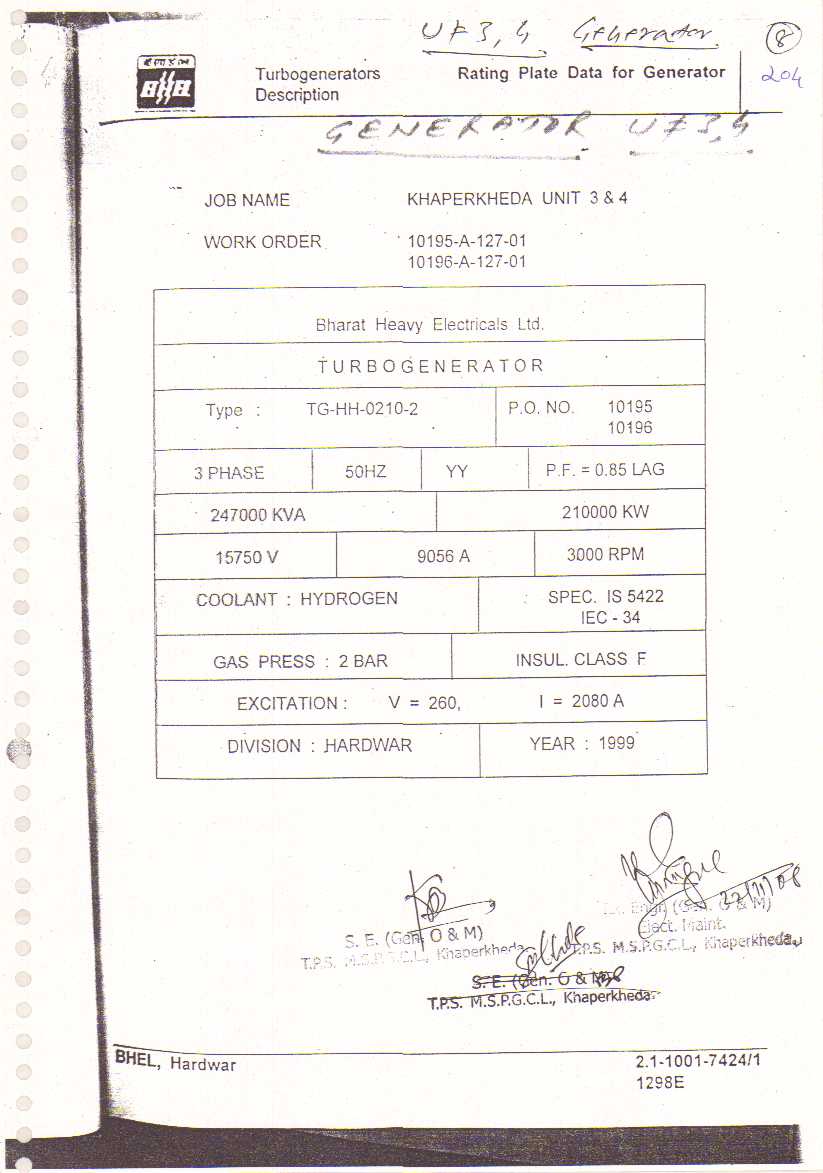 U#3,4 Generator
8
204
BHEL
Turbogenerators Rating Plate Data for Generator
Description
GENERATOR U#3,4
JOB NAME KHAPERKHEDA UNIT 3 & 4
WORK ORDER 10195-A-127-01
10196-A-127-01
Bharat Heavy Electricals Ltd.
TURBOGENERATOR
Type : TG-HH-0210-2 P.O. NO. 10195
10196
3 PHASE 50HZ YY P.F. = 0.85 LAG
247000 KVA 210000 KW
15750 V 9056 A 3000 RPM
COOLANT : HYDROGEN SPEC. IS 5422
IEC - 34
GAS PRESS : 2 BAR INSUL. CLASS F
EXCITATION : V = 260, I = 2080 A
DIVISION : HARDWAR YEAR : 1999
22/11/08
Ex. Engr. (Gen. O & M)
S. E. (Gen. O & M) Elect. Maint.
T.P.S. M.S.P.G.C.L., Khaperkheda T.P.S. M.S.P.G.C.L., Khaperkheda
S. E. (Gen. O & M)
T.P.S. M.S.P.G.C.L., Khaperkheda
BHEL, Hardwar 2.1-1001-7424/1
1298E